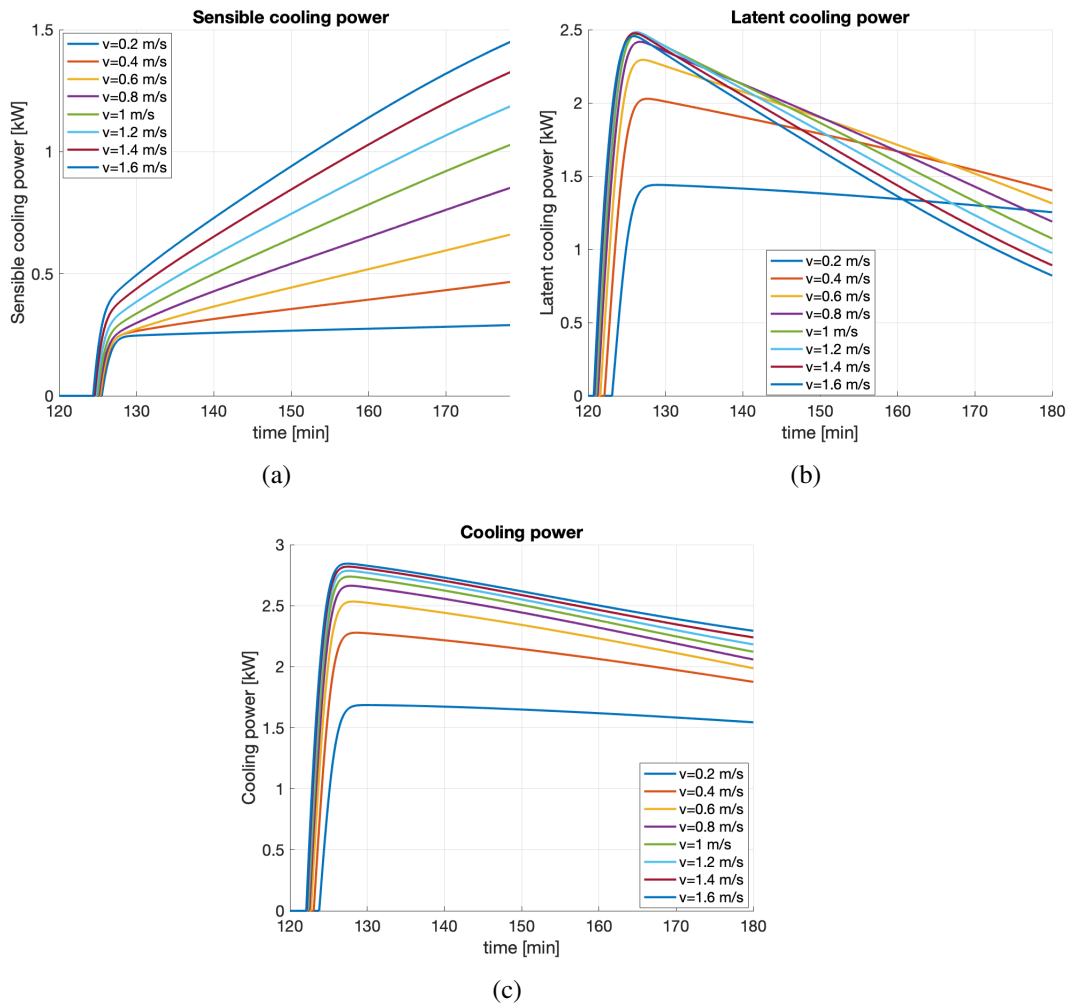 Sensible cooling power
1.5
1
0.5
0
Sensible cooling power [kW]
v=0.2 m/s
v=0.4 m/s
v=0.6 m/s
v=0.8 m/s
v=1 m/s
v=1.2 m/s
v=1.4 m/s
v=1.6 m/s
120 130 140 150 160 170
time [min]
(a)
Latent cooling power
2.5
2
1.5
1
0.5
0
Latent cooling power [kW]
v=0.2 m/s
v=0.4 m/s
v=0.6 m/s
v=0.8 m/s
v=1 m/s
v=1.2 m/s
v=1.4 m/s
v=1.6 m/s
120 130 140 150 160 170 180
time [min]
(b)
Cooling power
3
2.5
2
1.5
1
0.5
0
Cooling power [kW]
v=0.2 m/s
v=0.4 m/s
v=0.6 m/s
v=0.8 m/s
v=1 m/s
v=1.2 m/s
v=1.4 m/s
v=1.6 m/s
120 130 140 150 160 170 180
time [min]
(c)